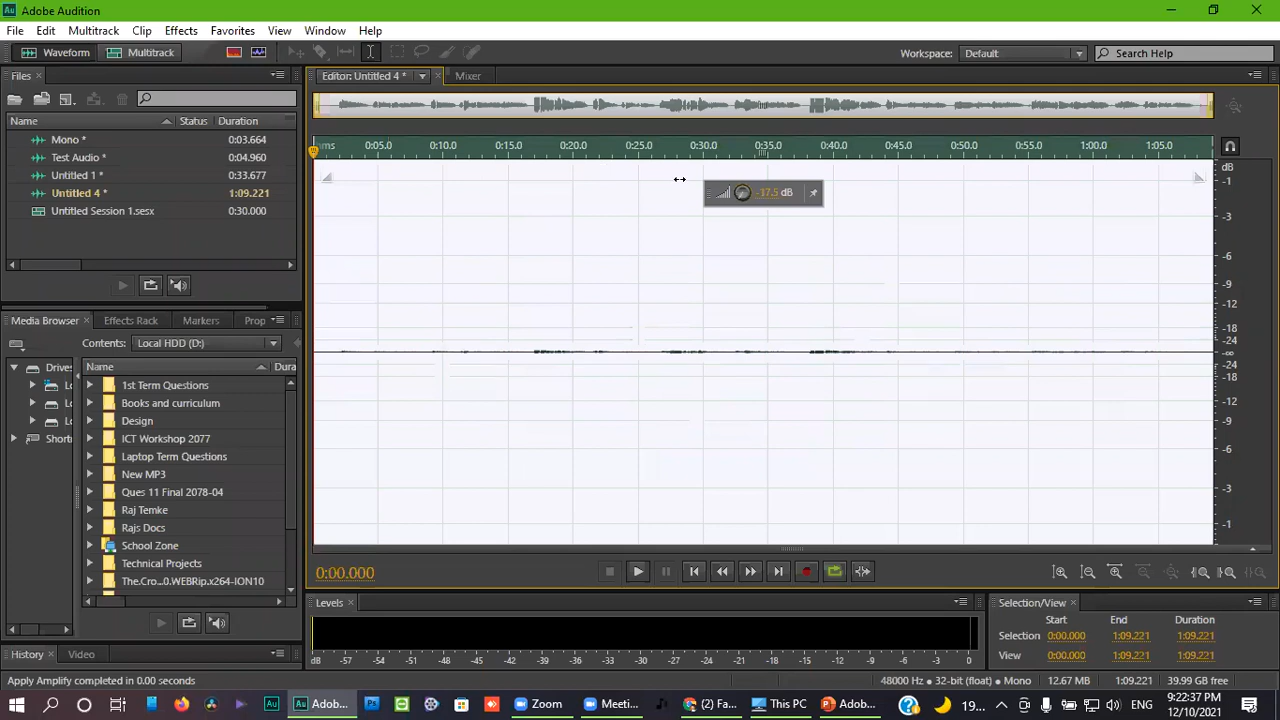 Adobe Audition
File Edit Multitrack Clip Effects Favorites View Window Help
Waveform Multitrack Workspace: Default Search Help
Files Editor: Untitled 4 * Mixer
Name Status Duration
Mono * 0:03.664
Test Audio * 0:04.960
Untitled 1 * 0:33.677
Untitled 4 * 1:09.221
Untitled Session 1.sesx 0:30.000
hms 0:05.0 0:10.0 0:15.0 0:20.0 0:25.0 0:30.0 0:35.0 0:40.0 0:45.0 0:50.0 0:55.0 1:00.0 1:05.0
-17.5 dB
dB
-1
-3
-6
-9
-12
-18
-24
-∞
-24
-18
-12
-9
-6
-3
-1
Media Browser Effects Rack Markers Prop
Contents: Local HDD (D:)
Name Dura
Drives
Lo
Lo
Lo
Short
1st Term Questions
Books and curriculum
Design
ICT Workshop 2077
Laptop Term Questions
New MP3
Ques 11 Final 2078-04
Raj Temke
Rajs Docs
School Zone
Technical Projects
The.Cro...0.WEBRip.x264-ION10
History Video
0:00.000
Levels
dB -57 -54 -51 -48 -45 -42 -39 -36 -33 -30 -27 -24 -21 -18 -15 -12 -9 -6 -3 0
Selection/View
Start End Duration
Selection 0:00.000 1:09.221 1:09.221
View 0:00.000 1:09.221 1:09.221
Apply Amplify completed in 0.00 seconds
48000 Hz • 32-bit (float) • Mono 12.67 MB 1:09.221 39.99 GB free
Adob... Zoom Meeti... (2) Fa... This PC Adob... 19... ENG
9:22:37 PM
12/10/2021